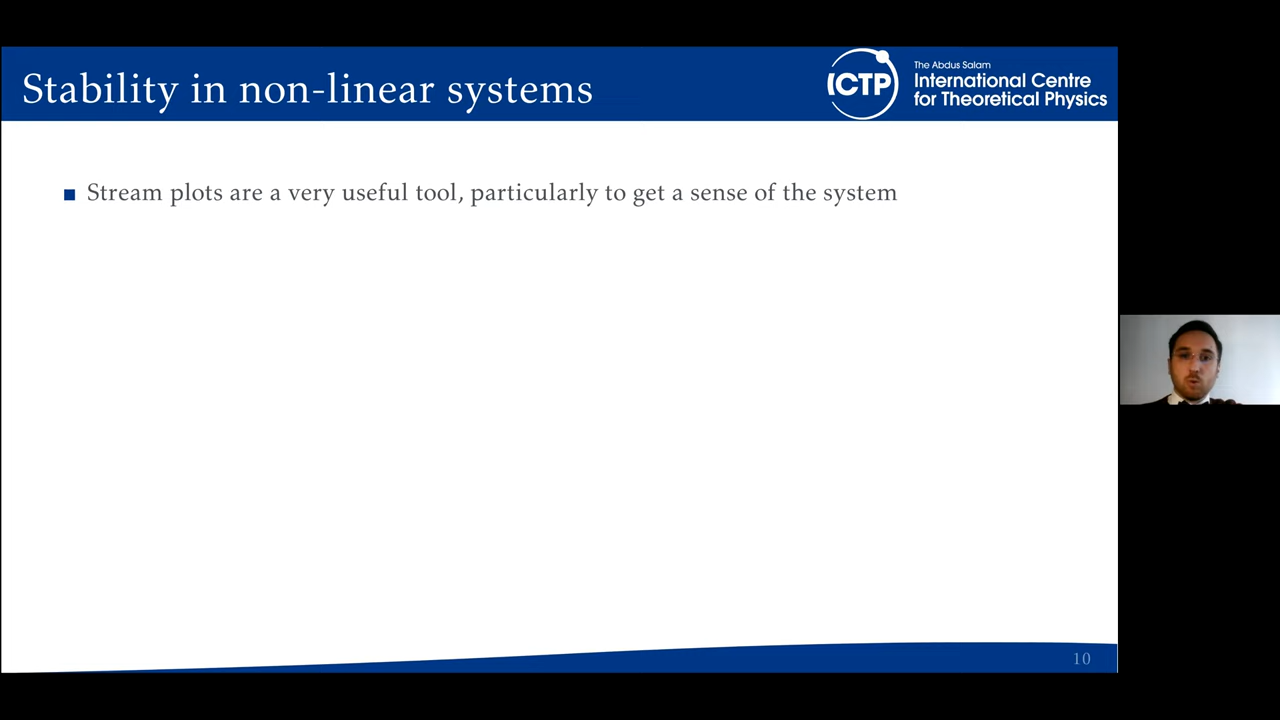 Stability in non-linear systems
ICTP
The Abdus Salam
International Centre
for Theoretical Physics
Stream plots are a very useful tool, particularly to get a sense of the system
10